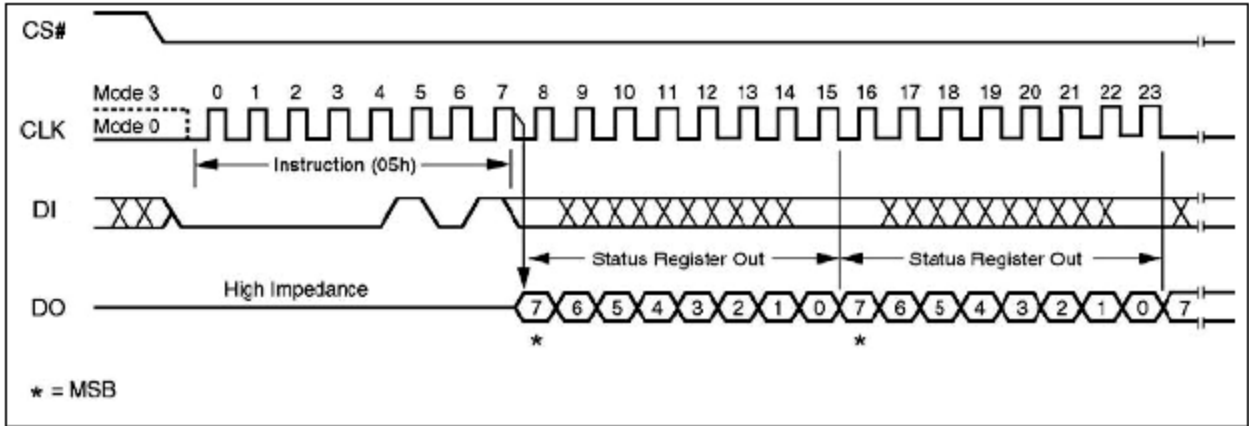 CS#
Mode 3 0 1 2 3 4 5 6 7 8 9 10 11 12 13 14 15 16 17 18 19 20 21 22 23
CLK Mode 0
Instruction (05h)
DI
Status Register Out Status Register Out
High Impedance
DO 7 6 5 4 3 2 1 0 7 6 5 4 3 2 1 0 7
* *
* = MSB